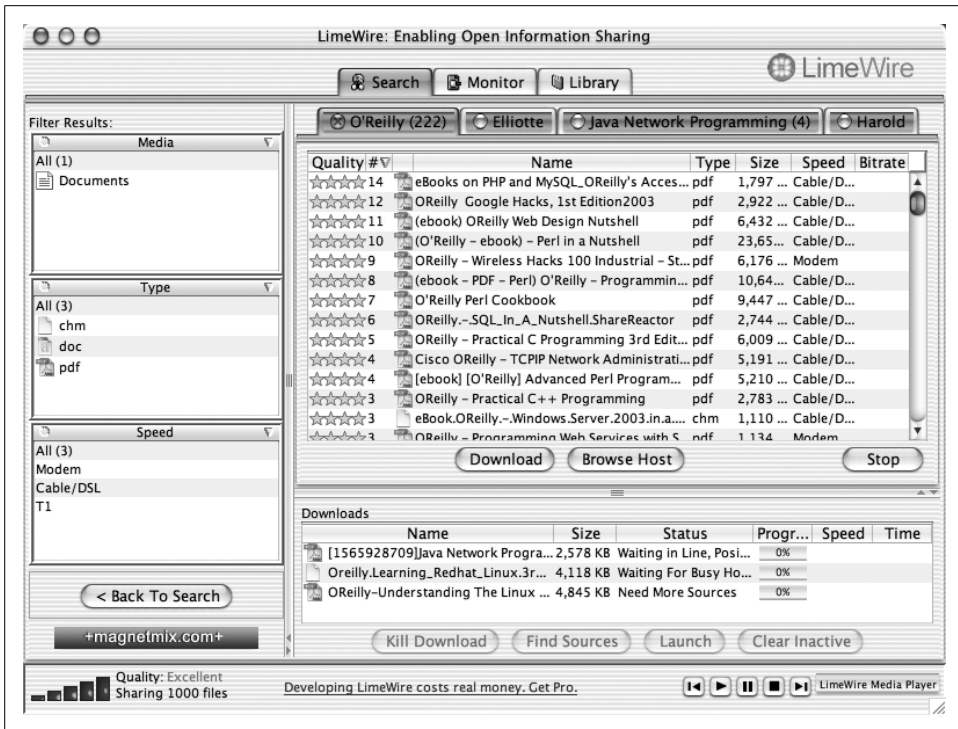 LimeWire: Enabling Open Information Sharing
Search Monitor Library
LimeWire
Filter Results:
Media
All (1)
Documents
Type
All (3)
chm
doc
pdf
Speed
All (3)
Modem
Cable/DSL
T1
< Back To Search
+magnetmix.com+
O'Reilly (222) Elliotte Java Network Programming (4) Harold
Quality # Name Type Size Speed Bitrate
14 eBooks on PHP and MySQL_OReilly's Acces... pdf 1,797 ... Cable/D...
12 OReilly Google Hacks, 1st Edition2003 pdf 2,922 ... Cable/D...
11 (ebook) OReilly Web Design Nutshell pdf 6,432 ... Cable/D...
10 (O'Reilly - ebook) - Perl in a Nutshell pdf 23,65... Cable/D...
9 OReilly - Wireless Hacks 100 Industrial - St... pdf 6,176 ... Modem
8 (ebook - PDF - Perl) O'Reilly - Programmin... pdf 10,64... Cable/D...
7 O'Reilly Perl Cookbook pdf 9,447 ... Cable/D...
6 OReilly.-.SQL_In_A_Nutshell.ShareReactor pdf 2,744 ... Cable/D...
5 OReilly - Practical C Programming 3rd Edit... pdf 6,009 ... Cable/D...
4 Cisco OReilly - TCPIP Network Administrati... pdf 5,191 ... Cable/D...
4 [ebook] [O'Reilly] Advanced Perl Program... pdf 5,210 ... Cable/D...
3 OReilly - Practical C++ Programming pdf 2,783 ... Cable/D...
3 eBook.OReilly.-.Windows.Server.2003.in.a.... chm 1,110 ... Cable/D...
3 OReilly - Programming Web Services with S... pdf 1,134 ... Modem
Download Browse Host Stop
Downloads
Name Size Status Progr... Speed Time
[1565928709]Java Network Progra... 2,578 KB Waiting in Line, Posi... 0%
Oreilly.Learning_Redhat_Linux.3r... 4,118 KB Waiting For Busy Ho... 0%
OReilly-Understanding The Linux ... 4,845 KB Need More Sources 0%
Kill Download Find Sources Launch Clear Inactive
Quality: Excellent
Sharing 1000 files
Developing LimeWire costs real money. Get Pro.
LimeWire Media Player